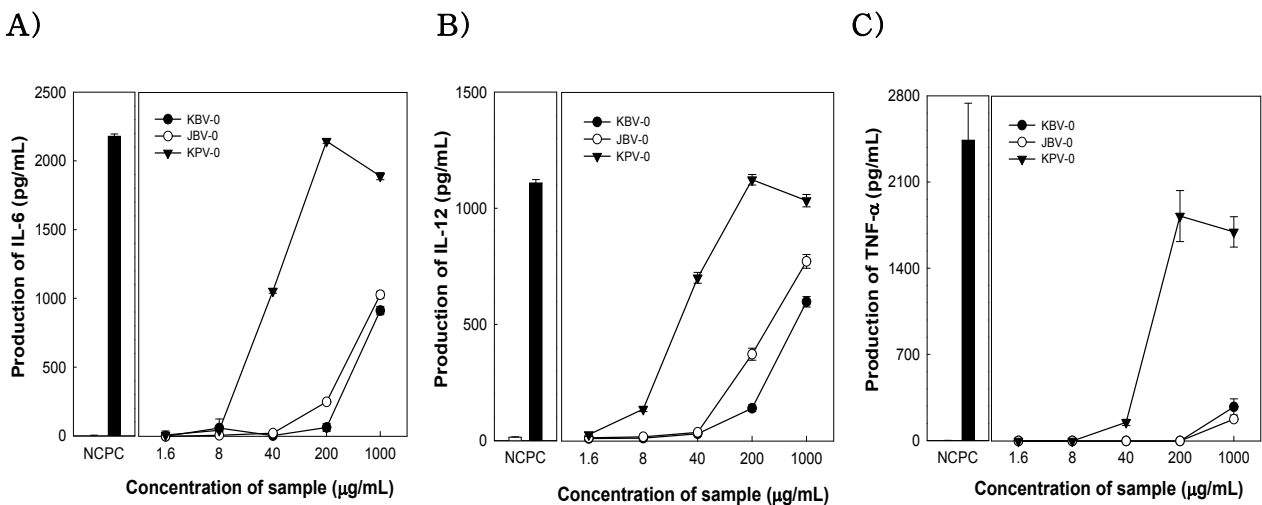 A)
Production of IL-6 (pg/mL)
2500
2000
1500
1000
500
0
KBV-0
JBV-0
KPV-0
NCPC
1.6
8
40
200
1000
Concentration of sample (μg/mL)
B)
Production of IL-12 (pg/mL)
1500
1000
500
0
KBV-0
JBV-0
KPV-0
NCPC
1.6
8
40
200
1000
Concentration of sample (μg/mL)
C)
Production of TNF-α (pg/mL)
2800
2100
1400
700
0
KBV-0
JBV-0
KPV-0
NCPC
1.6
8
40
200
1000
Concentration of sample (μg/mL)